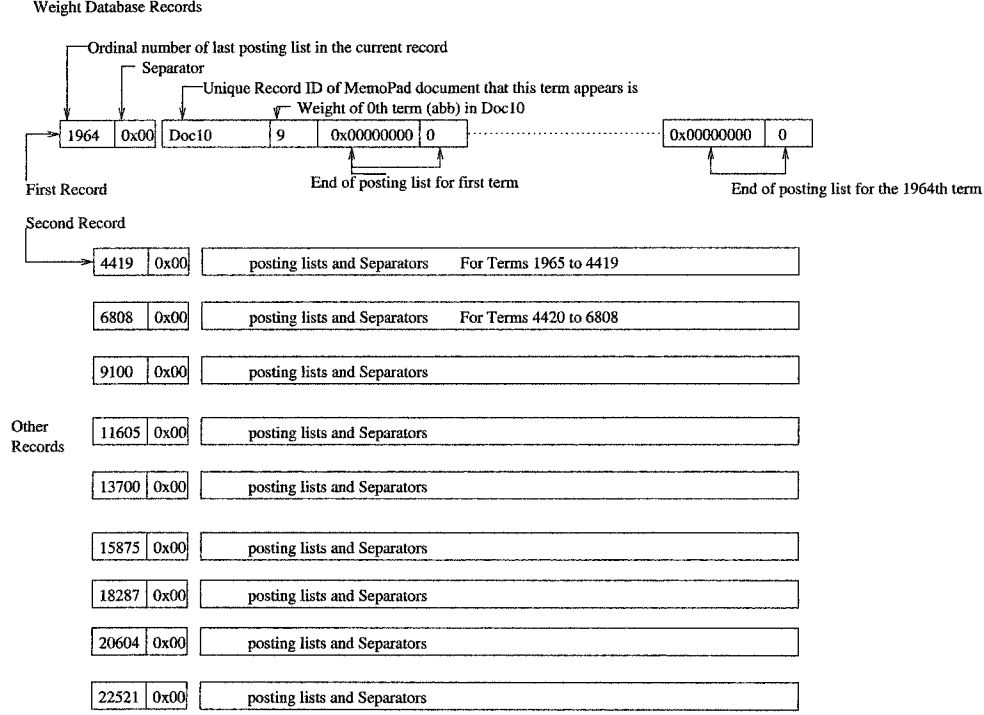 Weight Database Records
Ordinal number of last posting list in the current record
Separator
Unique Record ID of MemoPad document that this term appears is
Weight of 0th term (abb) in Doc10
1964 0x00 Doc10 9 0x00000000 0 0x00000000 0
First Record
End of posting list for first term
End of posting list for the 1964th term
Second Record
4419 0x00 posting lists and Separators For Terms 1965 to 4419
6808 0x00 posting lists and Separators For Terms 4420 to 6808
9100 0x00 posting lists and Separators
Other
Records
11605 0x00 posting lists and Separators
13700 0x00 posting lists and Separators
15875 0x00 posting lists and Separators
18287 0x00 posting lists and Separators
20604 0x00 posting lists and Separators
22521 0x00 posting lists and Separators